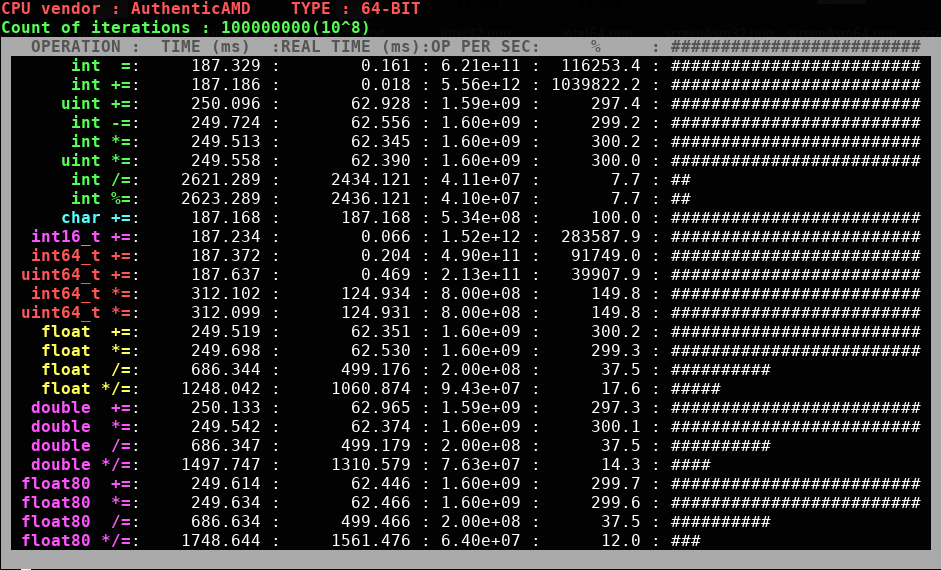 CPU vendor : AuthenticAMD    TYPE : 64-BIT
Count of iterations : 100000000(10^8)
   OPERATION :  TIME (ms)  :REAL TIME (ms):OP PER SEC:     %     : #########################
       int  =:     187.329 :        0.161 : 6.21e+11 :  116253.4 : #########################
       int +=:     187.186 :        0.018 : 5.56e+12 : 1039822.2 : #########################
      uint +=:     250.096 :       62.928 : 1.59e+09 :     297.4 : #########################
       int -=:     249.724 :       62.556 : 1.60e+09 :     299.2 : #########################
       int *=:     249.513 :       62.345 : 1.60e+09 :     300.2 : #########################
      uint *=:     249.558 :       62.390 : 1.60e+09 :     300.0 : #########################
       int /=:    2621.289 :     2434.121 : 4.11e+07 :       7.7 : ##
       int %=:    2623.289 :     2436.121 : 4.10e+07 :       7.7 : ##
      char +=:     187.168 :      187.168 : 5.34e+08 :     100.0 : #########################
   int16_t +=:     187.234 :        0.066 : 1.52e+12 :  283587.9 : #########################
   int64_t +=:     187.372 :        0.204 : 4.90e+11 :   91749.0 : #########################
  uint64_t +=:     187.637 :        0.469 : 2.13e+11 :   39907.9 : #########################
   int64_t *=:     312.102 :      124.934 : 8.00e+08 :     149.8 : #########################
  uint64_t *=:     312.099 :      124.931 : 8.00e+08 :     149.8 : #########################
    float  +=:     249.519 :       62.351 : 1.60e+09 :     300.2 : #########################
    float  *=:     249.698 :       62.530 : 1.60e+09 :     299.3 : #########################
    float  /=:     686.344 :      499.176 : 2.00e+08 :      37.5 : ##########
    float */=:    1248.042 :     1060.874 : 9.43e+07 :      17.6 : #####
   double  +=:     250.133 :       62.965 : 1.59e+09 :     297.3 : #########################
   double  *=:     249.542 :       62.374 : 1.60e+09 :     300.1 : #########################
   double  /=:     686.347 :      499.179 : 2.00e+08 :      37.5 : ##########
   double */=:    1497.747 :     1310.579 : 7.63e+07 :      14.3 : ####
  float80  +=:     249.614 :       62.446 : 1.60e+09 :     299.7 : #########################
  float80  *=:     249.634 :       62.466 : 1.60e+09 :     299.6 : #########################
  float80  /=:     686.634 :      499.466 : 2.00e+08 :      37.5 : ##########
  float80 */=:    1748.644 :     1561.476 : 6.40e+07 :      12.0 : ###